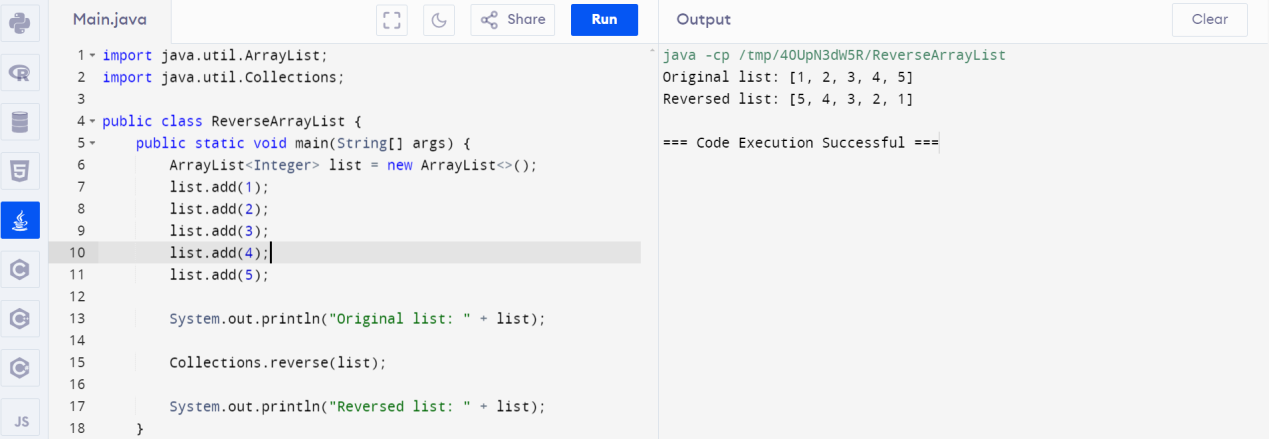 Main.java
Share
Run
Output
Clear
1 import java.util.ArrayList;
2 import java.util.Collections;
3
4 public class ReverseArrayList {
5     public static void main(String[] args) {
6         ArrayList<Integer> list = new ArrayList<>();
7         list.add(1);
8         list.add(2);
9         list.add(3);
10         list.add(4);
11         list.add(5);
12
13         System.out.println("Original list: " + list);
14
15         Collections.reverse(list);
16
17         System.out.println("Reversed list: " + list);
18     }
java -cp /tmp/4OUpN3dW5R/ReverseArrayList
Original list: [1, 2, 3, 4, 5]
Reversed list: [5, 4, 3, 2, 1]
=== Code Execution Successful ===
R
5
JS